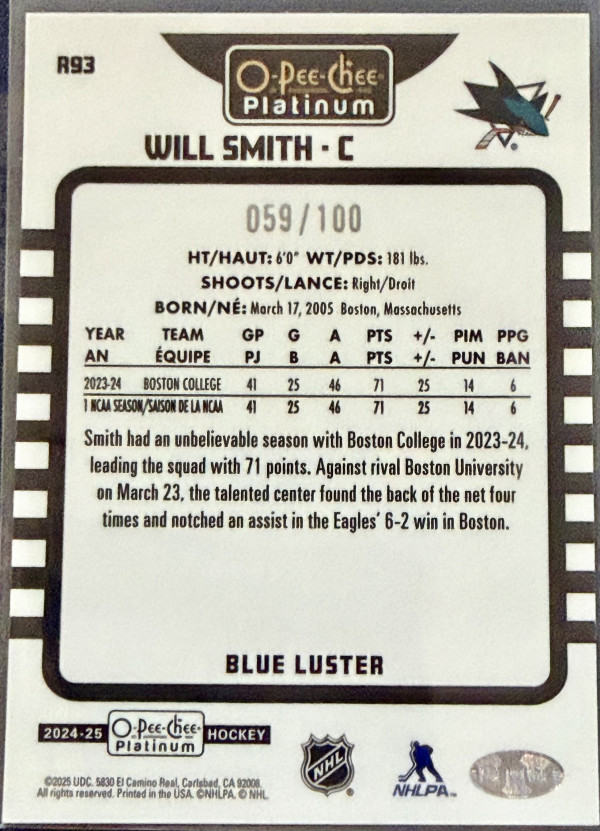 R93
O-Pee-Chee
Platinum
WILL SMITH · C
059/100
HT/HAUT: 6'0" WT/PDS: 181 lbs.
SHOOTS/LANCE: Right/Droit
BORN/NÉ: March 17, 2005 Boston, Massachusetts
YEAR TEAM GP G A PTS +/- PIM PPG
AN ÉQUIPE PJ B A PTS +/- PUN BAN
2023-24 BOSTON COLLEGE 41 25 46 71 25 14 6
1 NCAA SEASON/SAISON DE LA NCAA 41 25 46 71 25 14 6
Smith had an unbelievable season with Boston College in 2023-24,
leading the squad with 71 points. Against rival Boston University
on March 23, the talented center found the back of the net four
times and notched an assist in the Eagles' 6-2 win in Boston.
BLUE LUSTER
2024-25 O-Pee-Chee Platinum HOCKEY
NHL
NHLPA
©2025 UDC. 5830 El Camino Real, Carlsbad, CA 92008.
All rights reserved. Printed in the USA. ©NHLPA. © NHL.